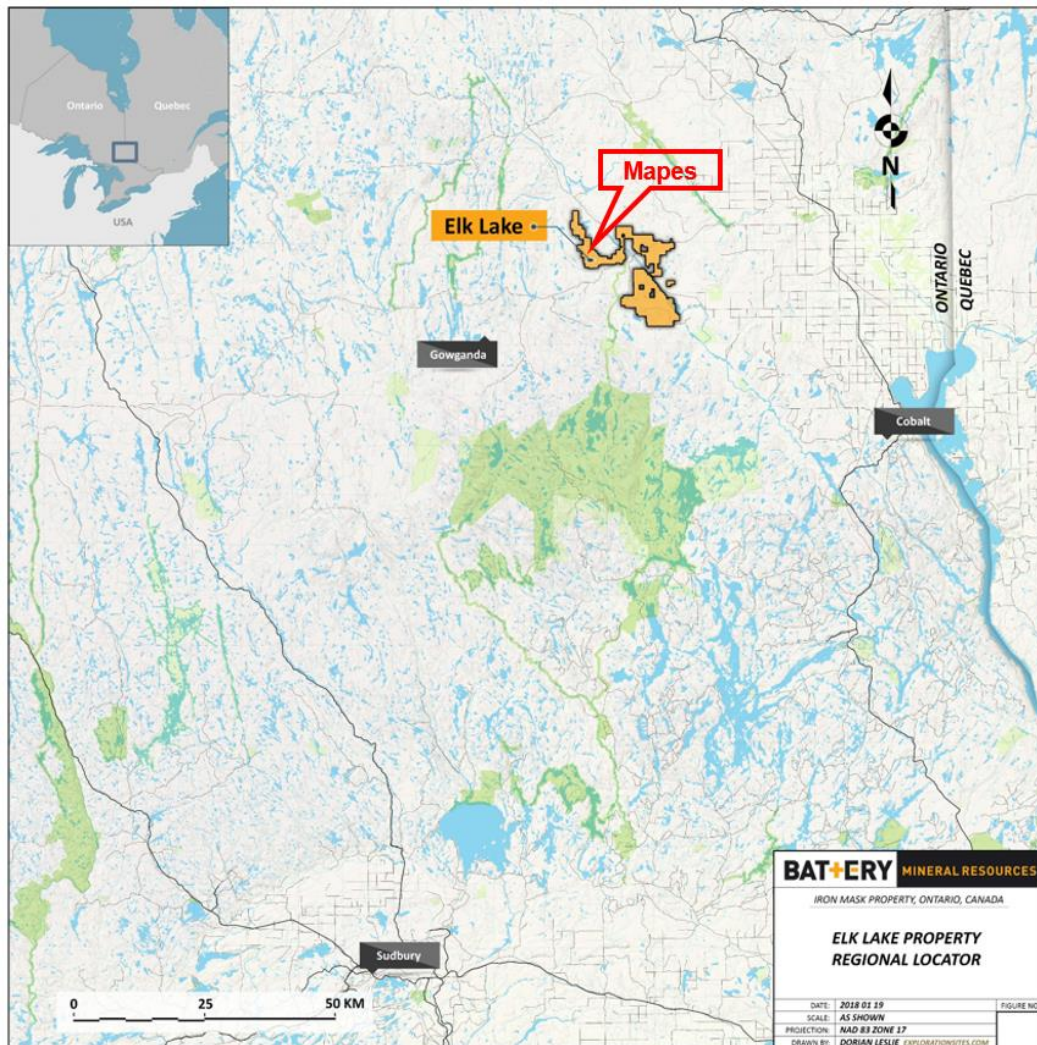 Ontario
Quebec
USA
Mapes
Elk Lake
N
ONTARIO
QUEBEC
Gowganda
Cobalt
Sudbury
0 25 50 KM
BATTERY MINERAL RESOURCES
IRON MASK PROPERTY, ONTARIO, CANADA
ELK LAKE PROPERTY
REGIONAL LOCATOR
DATE: 2018 01 19 FIGURE NO
SCALE: AS SHOWN
PROJECTION: NAD 83 ZONE 17
DRAWN BY: DORIAN LESLIE EXPLORATIONSITES.COM